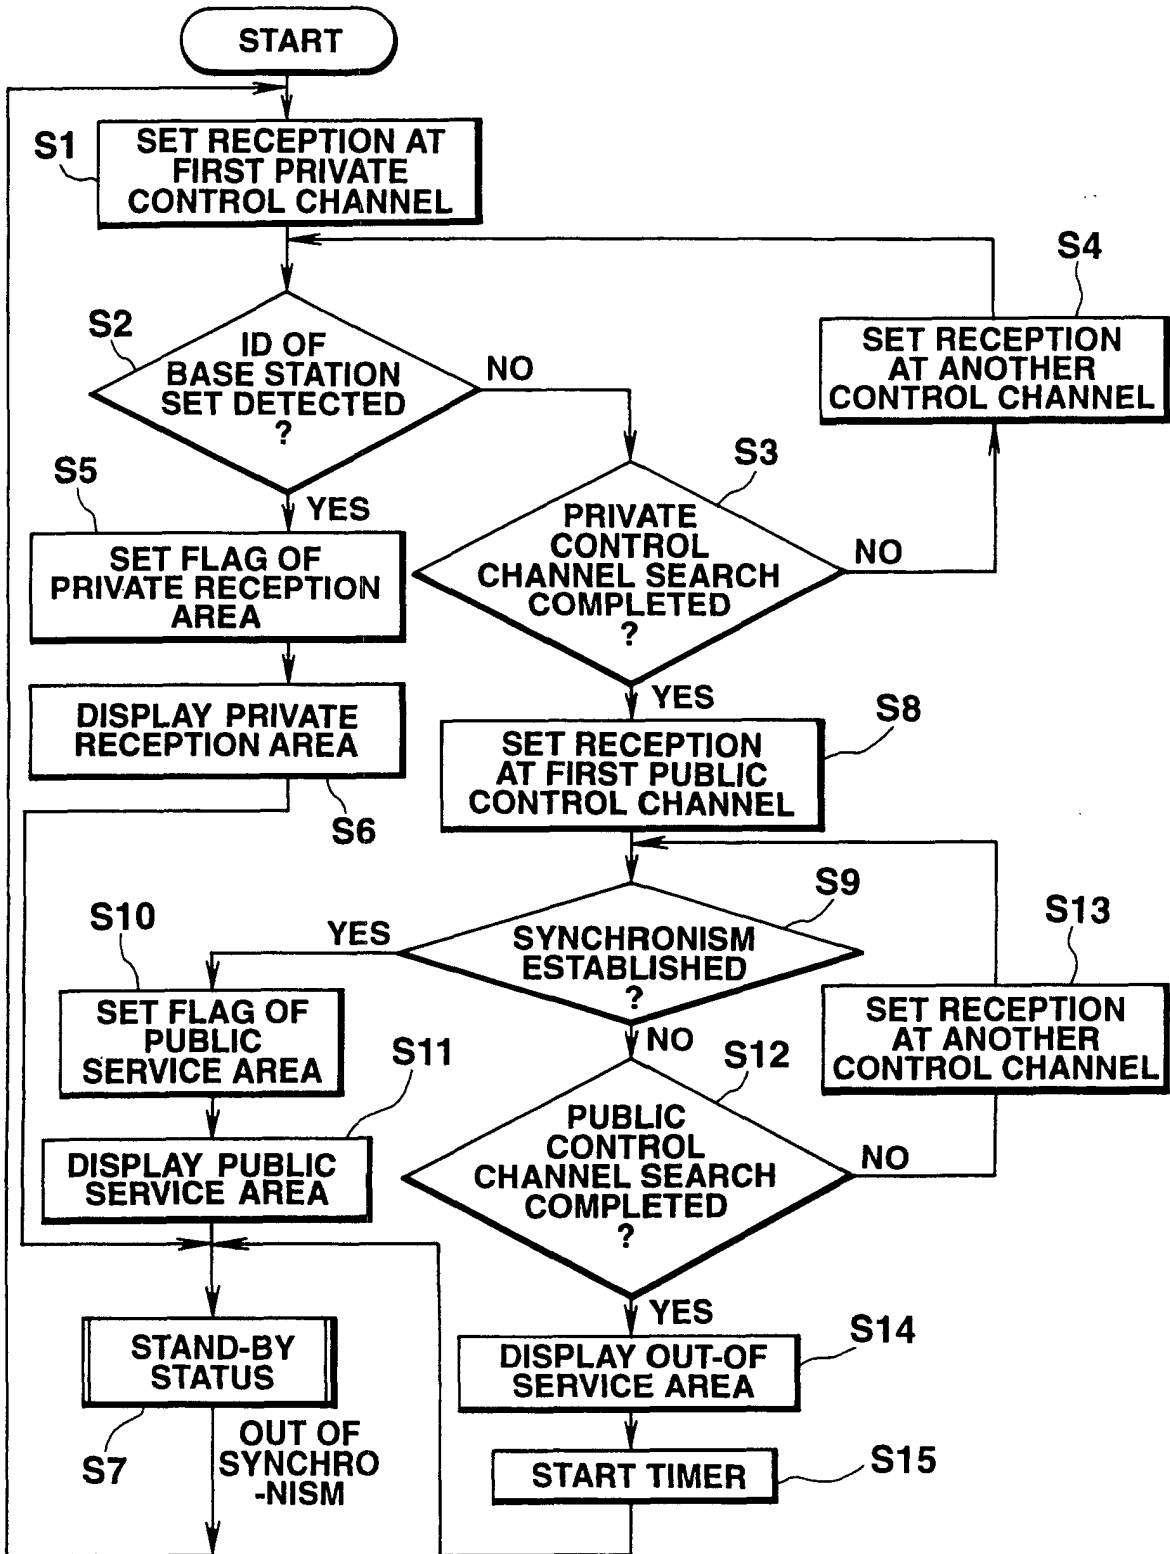 START
S1
SET RECEPTION AT
FIRST PRIVATE
CONTROL CHANNEL
S4
SET RECEPTION
AT ANOTHER
CONTROL CHANNEL
S2
ID OF
BASE STATION
SET DETECTED
?
NO
YES
S3
PRIVATE
CONTROL
CHANNEL SEARCH
COMPLETED
?
NO
YES
S5
SET FLAG OF
PRIVATE RECEPTION
AREA
DISPLAY PRIVATE
RECEPTION AREA
S6
S8
SET RECEPTION
AT FIRST PUBLIC
CONTROL CHANNEL
S9
SYNCHRONISM
ESTABLISHED
?
YES
NO
S10
SET FLAG OF
PUBLIC
SERVICE AREA
S11
DISPLAY PUBLIC
SERVICE AREA
S12
PUBLIC
CONTROL
CHANNEL SEARCH
COMPLETED
?
NO
YES
S13
SET RECEPTION
AT ANOTHER
CONTROL CHANNEL
STAND-BY
STATUS
S7
OUT OF
SYNCHRO
-NISM
S14
DISPLAY OUT-OF
SERVICE AREA
START TIMER
S15